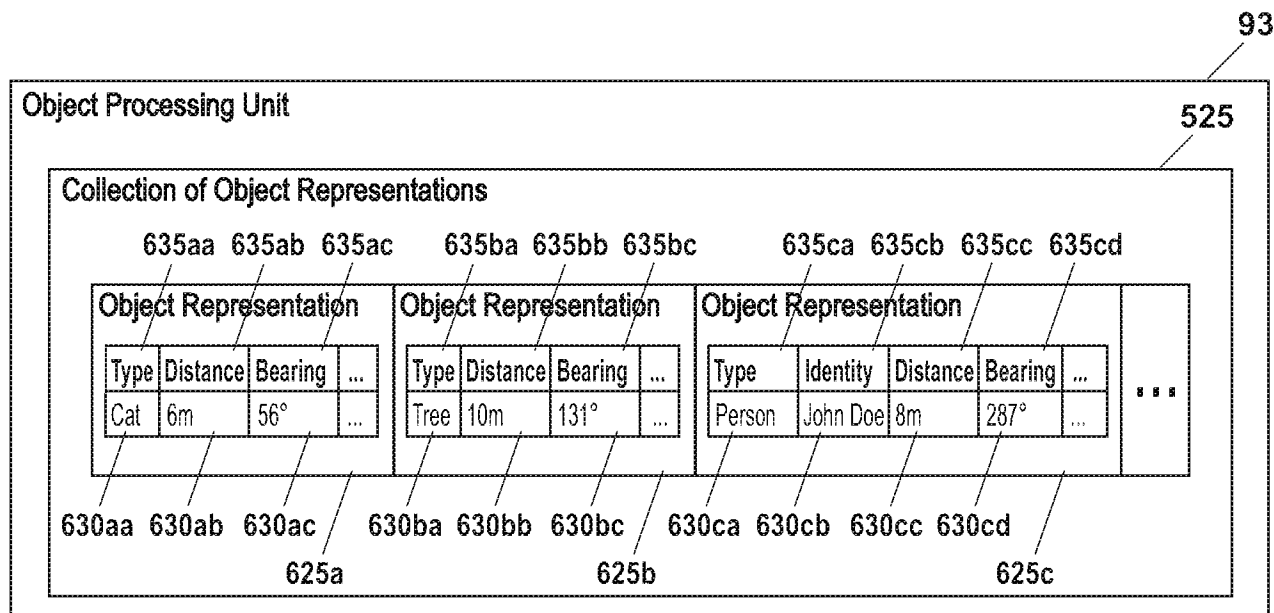 93
Object Processing Unit
525
Collection of Object Representations
635aa 635ab 635ac 635ba 635bb 635bc 635ca 635cb 635cc 635cd
Object Representation Object Representation Object Representation
Type Distance Bearing ... Type Distance Bearing ... Type Identity Distance Bearing ...
Cat 6m 56° ... Tree 10m 131° ... Person John Doe 8m 287° ...
...
630aa 630ab 630ac 630ba 630bb 630bc 630ca 630cb 630cc 630cd
625a 625b 625c